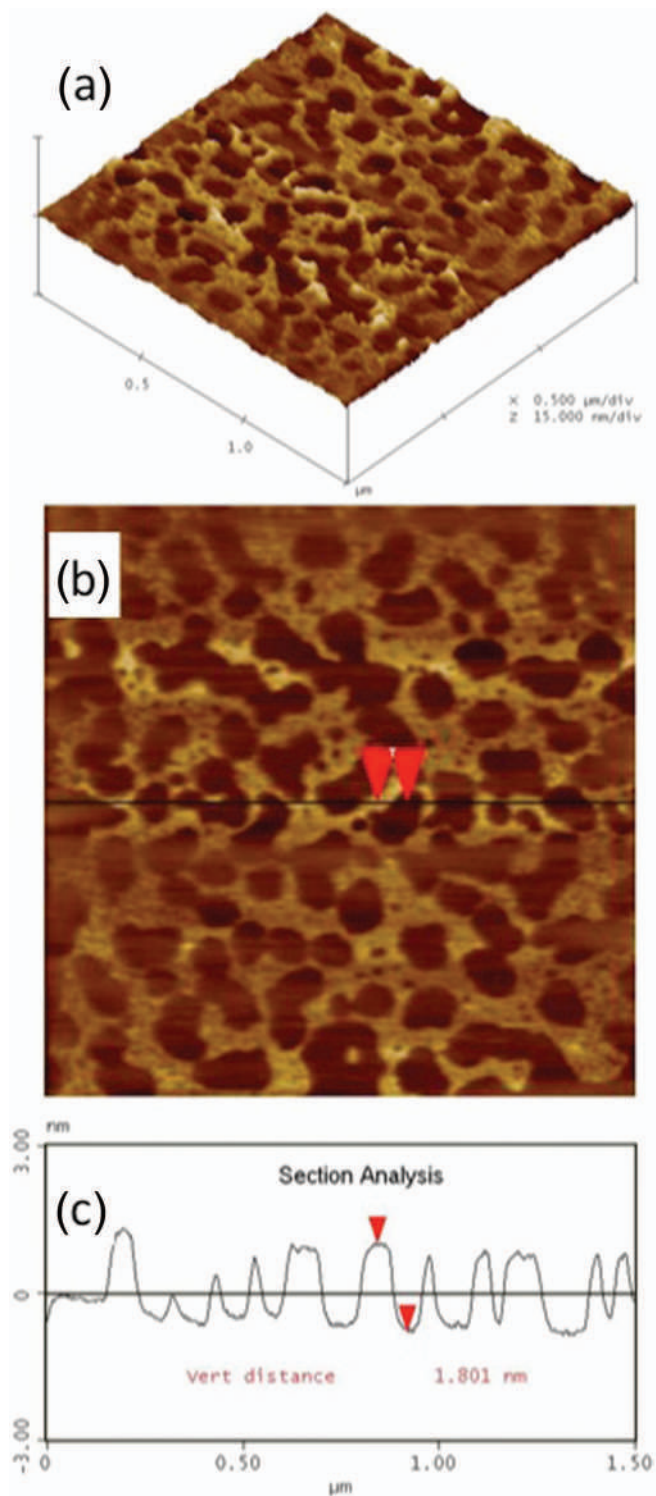 (a)
0.5
1.0
µm
X 0.500 µm/div
Z 15.000 nm/div
(b)
nm
3.00
Section Analysis
(c)
0
Vert distance 1.801 nm
-3.00
0 0.50 1.00 1.50
µm